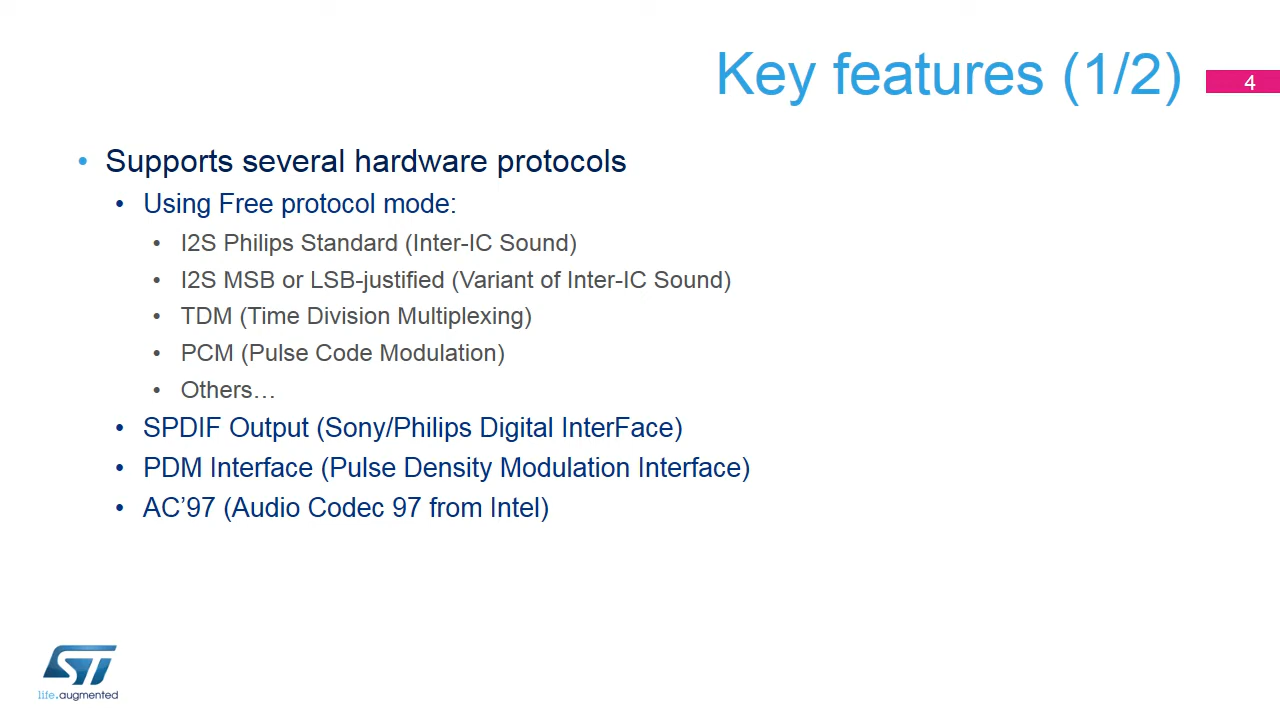 Key features (1/2)
4
• Supports several hardware protocols
• Using Free protocol mode:
• I2S Philips Standard (Inter-IC Sound)
• I2S MSB or LSB-justified (Variant of Inter-IC Sound)
• TDM (Time Division Multiplexing)
• PCM (Pulse Code Modulation)
• Others…
• SPDIF Output (Sony/Philips Digital InterFace)
• PDM Interface (Pulse Density Modulation Interface)
• AC’97 (Audio Codec 97 from Intel)
ST
life.augmented